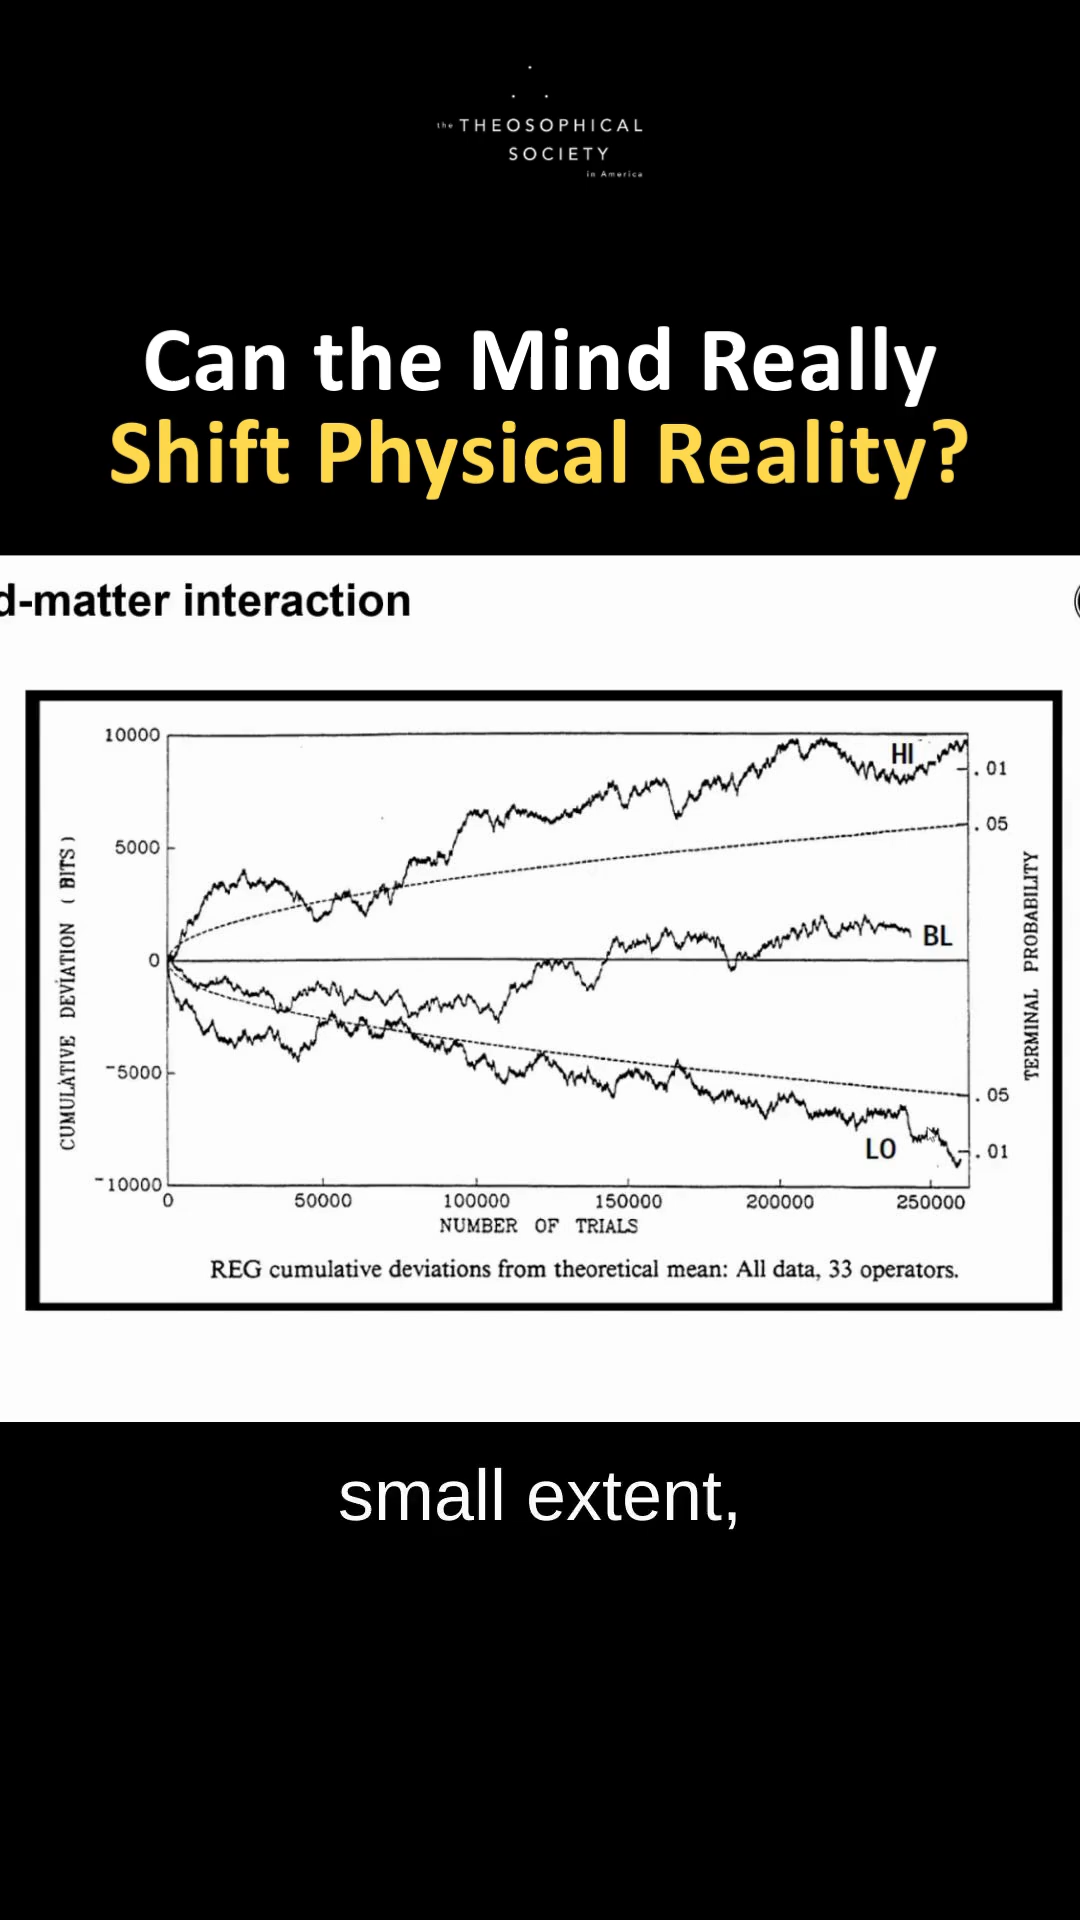 the THEOSOPHICAL
SOCIETY
in America
Can the Mind Really
Shift Physical Reality?
d-matter interaction
10000
5000
0
-5000
-10000
CUMULATIVE DEVIATION (BITS)
HI
BL
LO
.01
.05
.05
.01
TERMINAL PROBABILITY
0 50000 100000 150000 200000 250000
NUMBER OF TRIALS
REG cumulative deviations from theoretical mean: All data, 33 operators.
small extent,